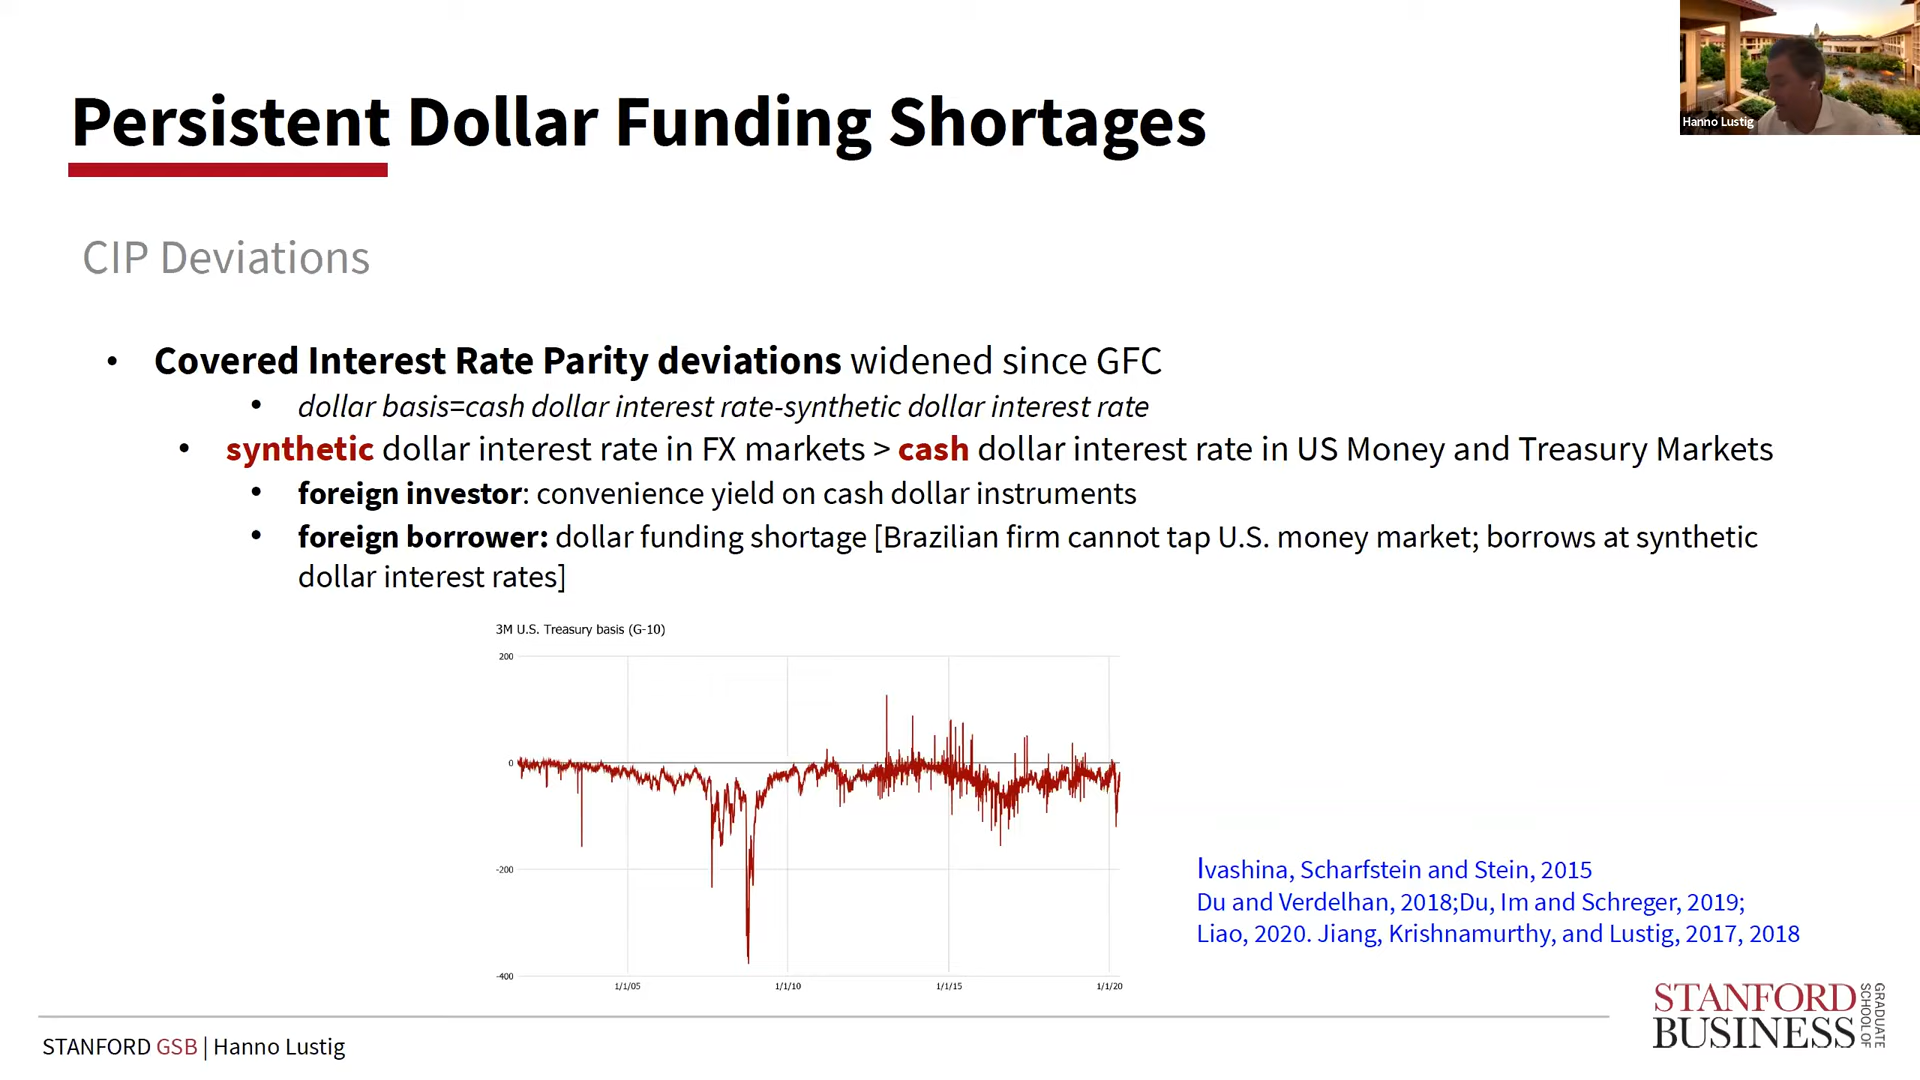 Hanno Lustig
Persistent Dollar Funding Shortages
CIP Deviations
• Covered Interest Rate Parity deviations widened since GFC
• dollar basis=cash dollar interest rate-synthetic dollar interest rate
• synthetic dollar interest rate in FX markets > cash dollar interest rate in US Money and Treasury Markets
• foreign investor: convenience yield on cash dollar instruments
• foreign borrower: dollar funding shortage [Brazilian firm cannot tap U.S. money market; borrows at synthetic
dollar interest rates]
3M U.S. Treasury basis (G-10)
200
0
-200
-400
1/1/05 1/1/10 1/1/15 1/1/20
Ivashina, Scharfstein and Stein, 2015
Du and Verdelhan, 2018;Du, Im and Schreger, 2019;
Liao, 2020. Jiang, Krishnamurthy, and Lustig, 2017, 2018
STANFORD GSB | Hanno Lustig
STANFORD
BUSINESS
GRADUATE
SCHOOL OF